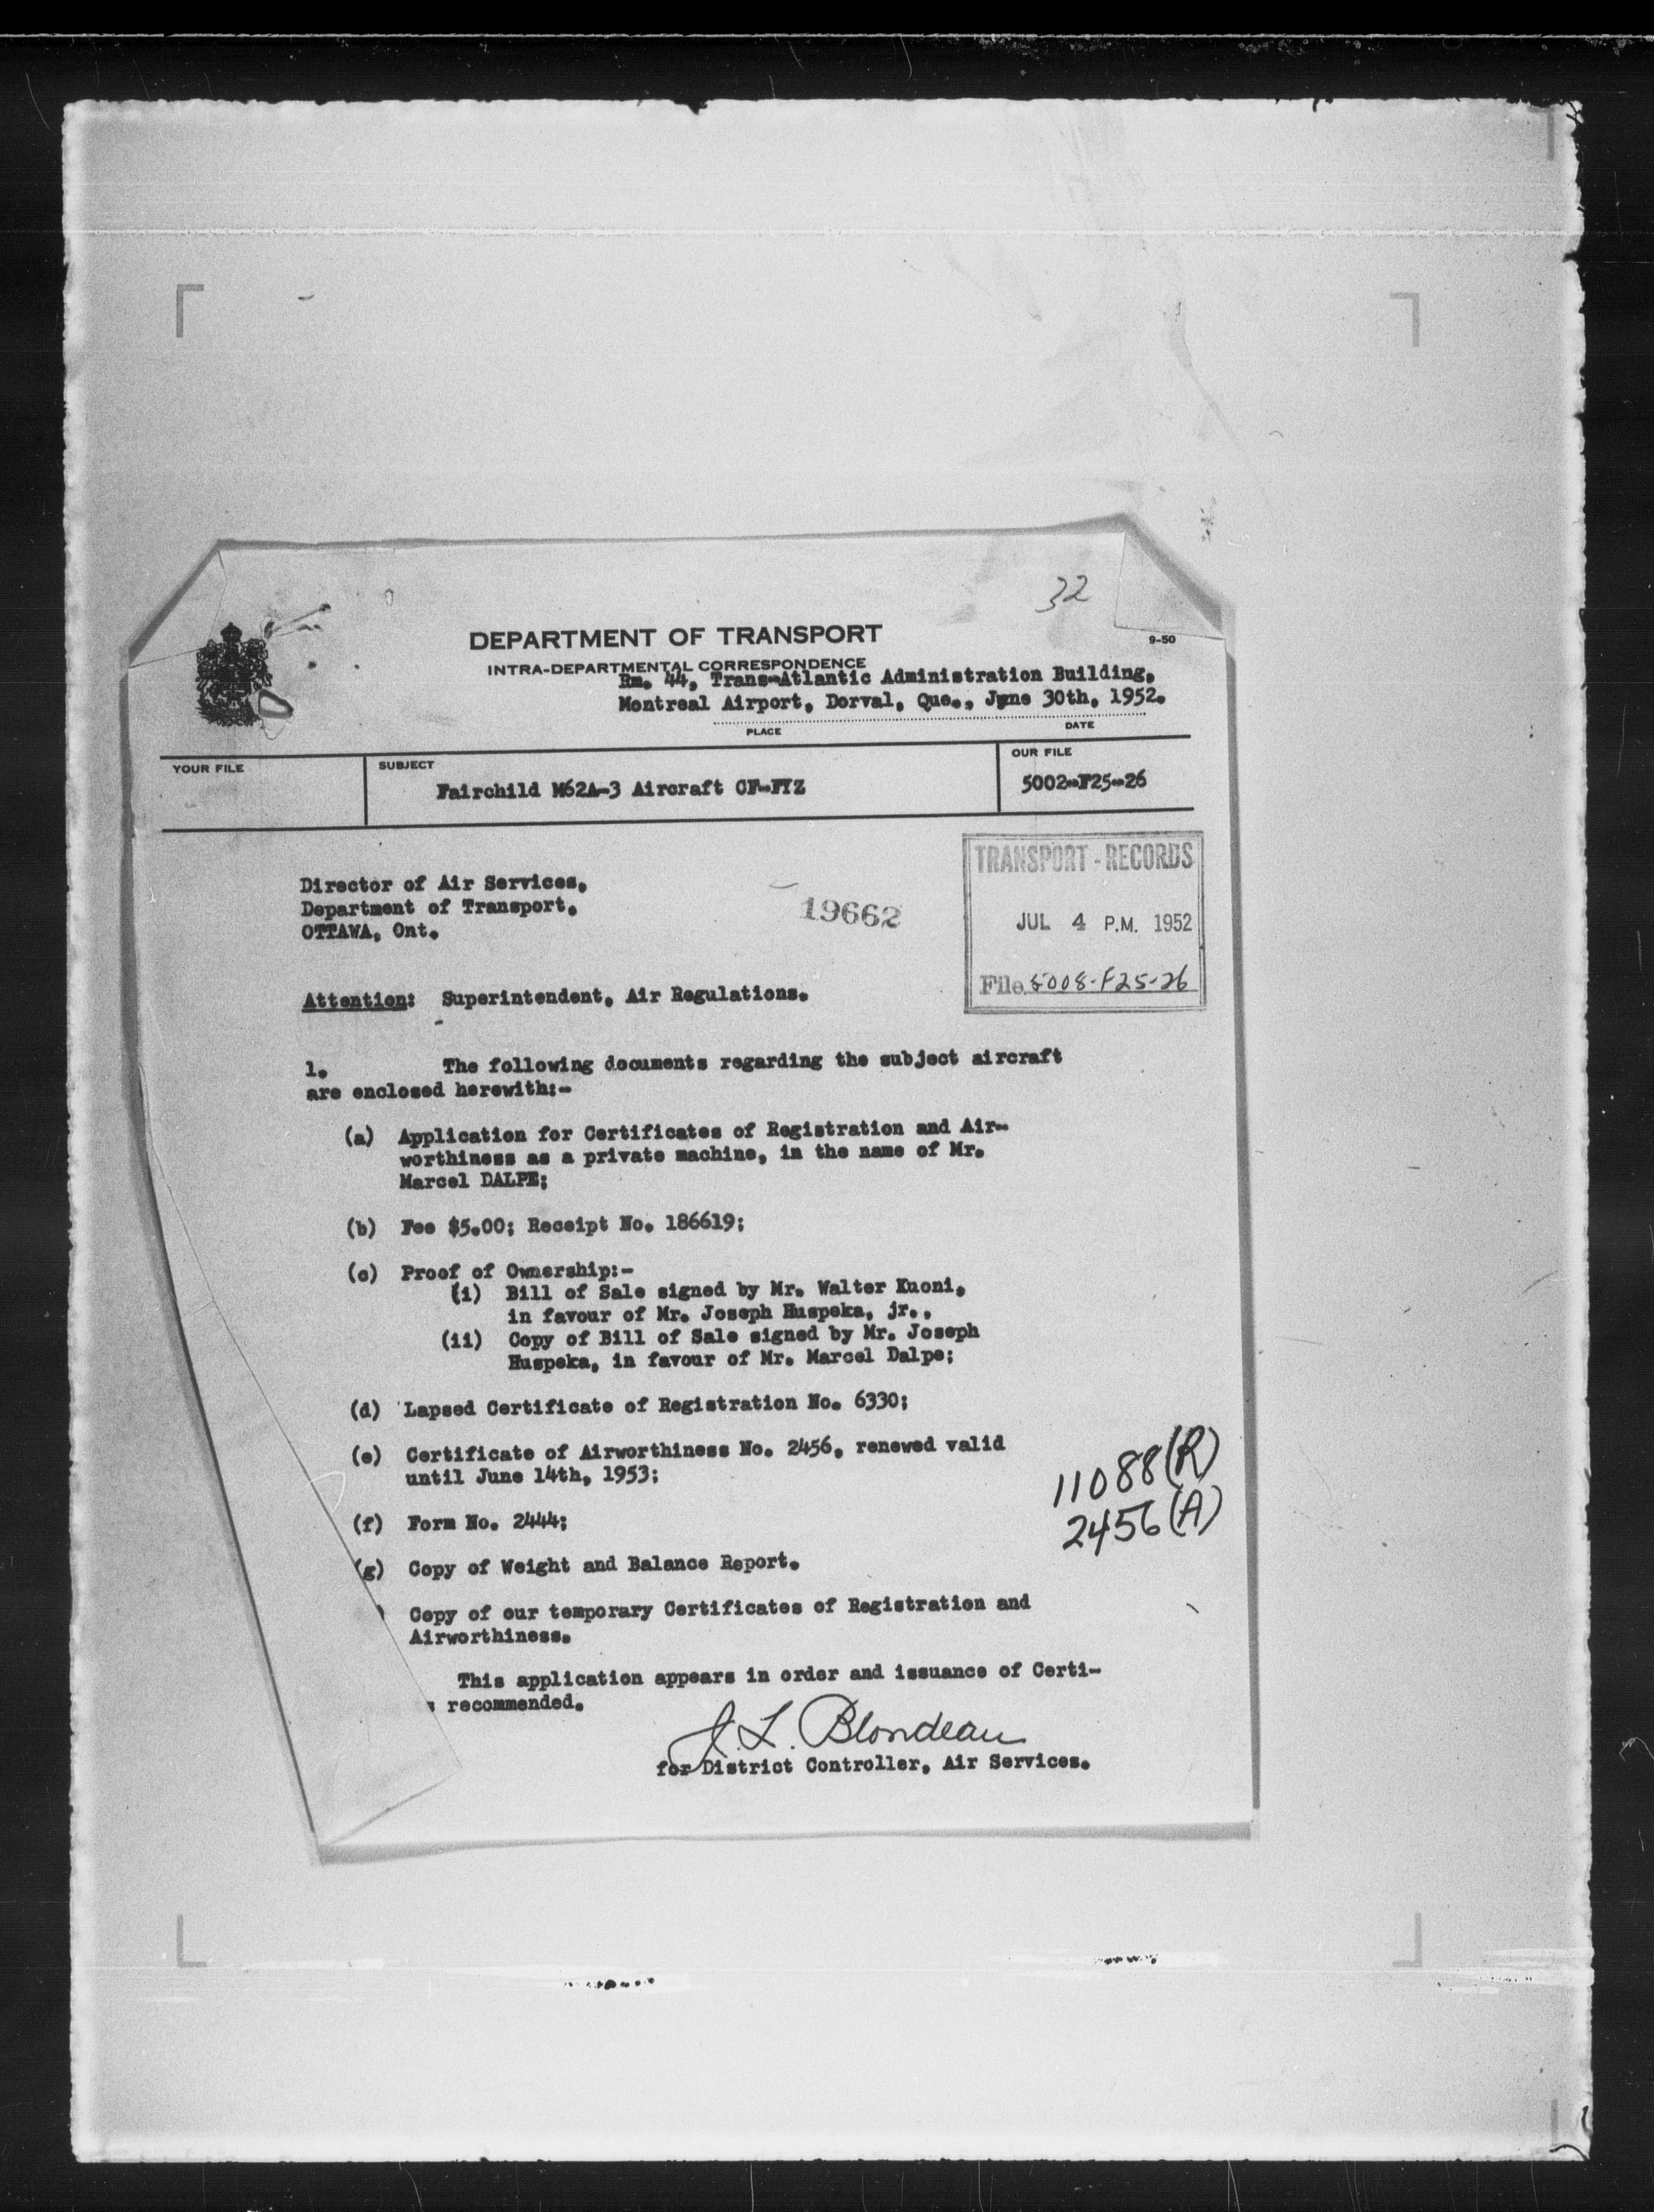 32
DEPARTMENT OF TRANSPORT
9-50
INTRA-DEPARTMENTAL CORRESPONDENCE
Rm. 44, Trans-Atlantic Administration Building,
Montreal Airport, Dorval, Que., June 30th, 1952.
PLACE
DATE
YOUR FILE
SUBJECT
OUR FILE
Fairchild M62A-3 Aircraft CF-FYZ
5002-F25-26
TRANSPORT - RECORDS
JUL 4 P.M. 1952
File 5008-F25-26
Director of Air Services,
Department of Transport,
OTTAWA, Ont.
19662
Attention: Superintendent, Air Regulations.
1. The following documents regarding the subject aircraft
are enclosed herewith:-
(a) Application for Certificates of Registration and Air-
worthiness as a private machine, in the name of Mr.
Marcel DALPE;
(b) Fee $5.00; Receipt No. 186619;
(c) Proof of Ownership:-
(i) Bill of Sale signed by Mr. Walter Kuoni,
in favour of Mr. Joseph Huspeka, jr.,
(ii) Copy of Bill of Sale signed by Mr. Joseph
Huspeka, in favour of Mr. Marcel Dalpe;
(d) Lapsed Certificate of Registration No. 6330;
(e) Certificate of Airworthiness No. 2456, renewed valid
until June 14th, 1953;
11088(R)
2456(A)
(f) Form No. 2444;
(g) Copy of Weight and Balance Report.
) Copy of our temporary Certificates of Registration and
Airworthiness.
This application appears in order and issuance of Certi-
s recommended.
J. L. Blondeau
for District Controller, Air Services.